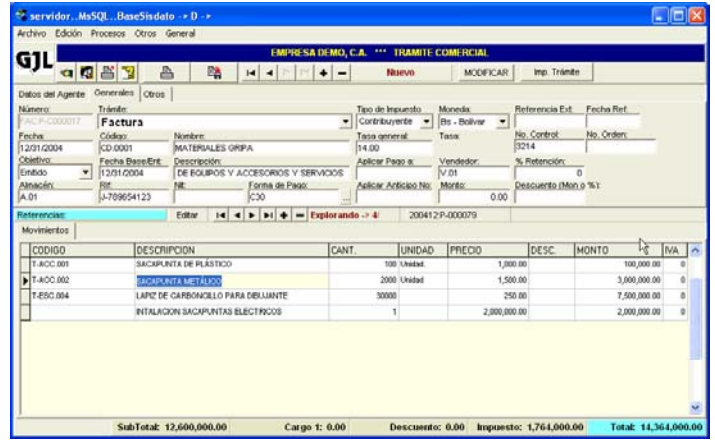 servidor...MsSQL...BaseSisdato -> D ->
Archivo Edición Procesos Otros General
GJL
EMPRESA DEMO, C.A. *** TRAMITE COMERCIAL
Nuevo MODIFICAR Imp. Trámite
Datos del Agente Generales Otros
Número: Trámite: Tipo de Impuesto Moneda: Referencia Ext: Fecha Ref:
FAC.P-C000017 Factura Contribuyente Bs - Bolívar
Fecha: Código: Nombre: Tasa general: Tasa: No. Control: No. Orden:
12/31/2004 CD.0001 MATERIALES GRIPA 14.00 3214
Objetivo: Fecha Base/Ent: Descripción: Aplicar Pago a: Vendedor: % Retención:
Emitido 12/31/2004 DE EQUIPOS Y ACCESORIOS Y SERVICIOS V.01 0
Almacén: Rif: Nit: Forma de Pago: Aplicar Anticipo No: Monto: Descuento (Mon o %):
A.01 J-789654123 C30 ... 0.00
Referencias: Editar Explorando -> 4/ 200412:P-000079
Movimientos
CODIGO DESCRIPCION CANT. UNIDAD PRECIO DESC. MONTO IVA
T-ACC.001 SACAPUNTA DE PLÁSTICO 100 Unidad. 1,000.00 100,000.00 0
T-ACC.002 SACAPUNTA METÁLICO 2000 Unidad 1,500.00 3,000,000.00 0
T-ESC.004 LAPIZ DE CARBONCILLO PARA DIBUJANTE 30000 250.00 7,500,000.00 0
INTALACION SACAPUNTAS ELECTRICOS 1 2,000,000.00 2,000,000.00 0
SubTotal: 12,600,000.00 Cargo 1: 0.00 Descuento: 0.00 Impuesto: 1,764,000.00 Total: 14,364,000.00